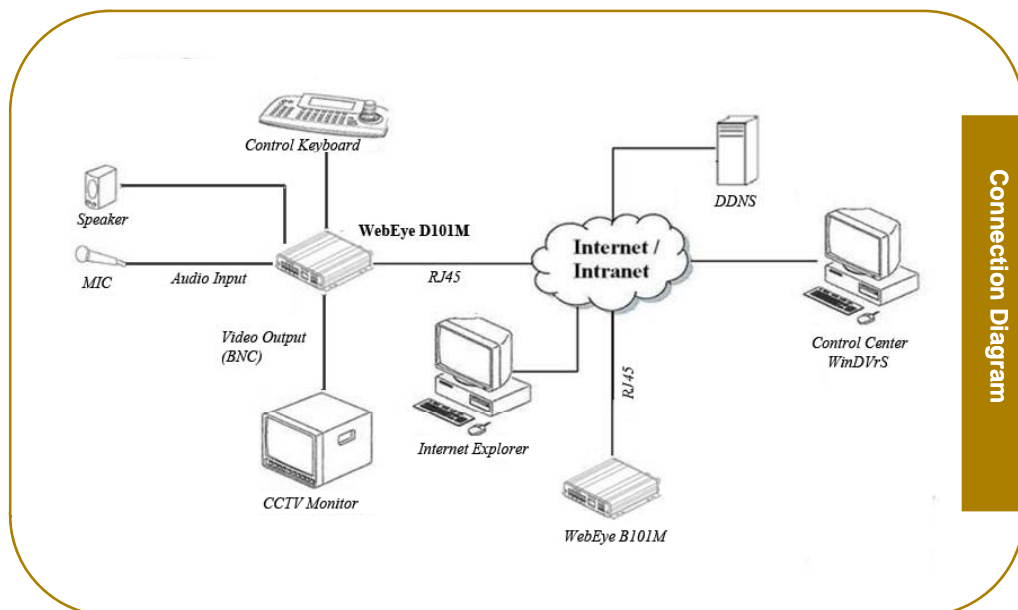 Control Keyboard
DDNS
Speaker
WebEye D101M
MIC
Audio Input
RJ45
Internet /
Intranet
Video Output
(BNC)
Control Center
WinDVrS
RJ45
Internet Explorer
CCTV Monitor
WebEye B101M
Connection Diagram